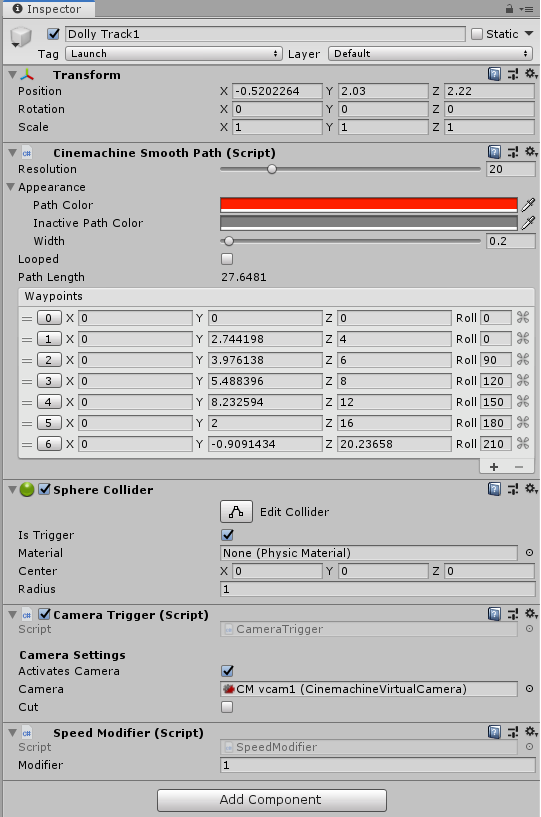 Inspector
Dolly Track1 Static
Tag Launch Layer Default
Transform
Position X -0.5202264 Y 2.03 Z 2.22
Rotation X 0 Y 0 Z 0
Scale X 1 Y 1 Z 1
Cinemachine Smooth Path (Script)
Resolution 20
Appearance
Path Color
Inactive Path Color
Width 0.2
Looped
Path Length 27.6481
Waypoints
0 X 0 Y 0 Z 0 Roll 0
1 X 0 Y 2.744198 Z 4 Roll 0
2 X 0 Y 3.976138 Z 6 Roll 90
3 X 0 Y 5.488396 Z 8 Roll 120
4 X 0 Y 8.232594 Z 12 Roll 150
5 X 0 Y 2 Z 16 Roll 180
6 X 0 Y -0.9091434 Z 20.23658 Roll 210
+ −
Sphere Collider
Edit Collider
Is Trigger
Material None (Physic Material)
Center X 0 Y 0 Z 0
Radius 1
c# Camera Trigger (Script)
Script CameraTrigger
Camera Settings
Activates Camera
Camera CM vcam1 (CinemachineVirtualCamera)
Cut
c# Speed Modifier (Script)
Script SpeedModifier
Modifier 1
Add Component